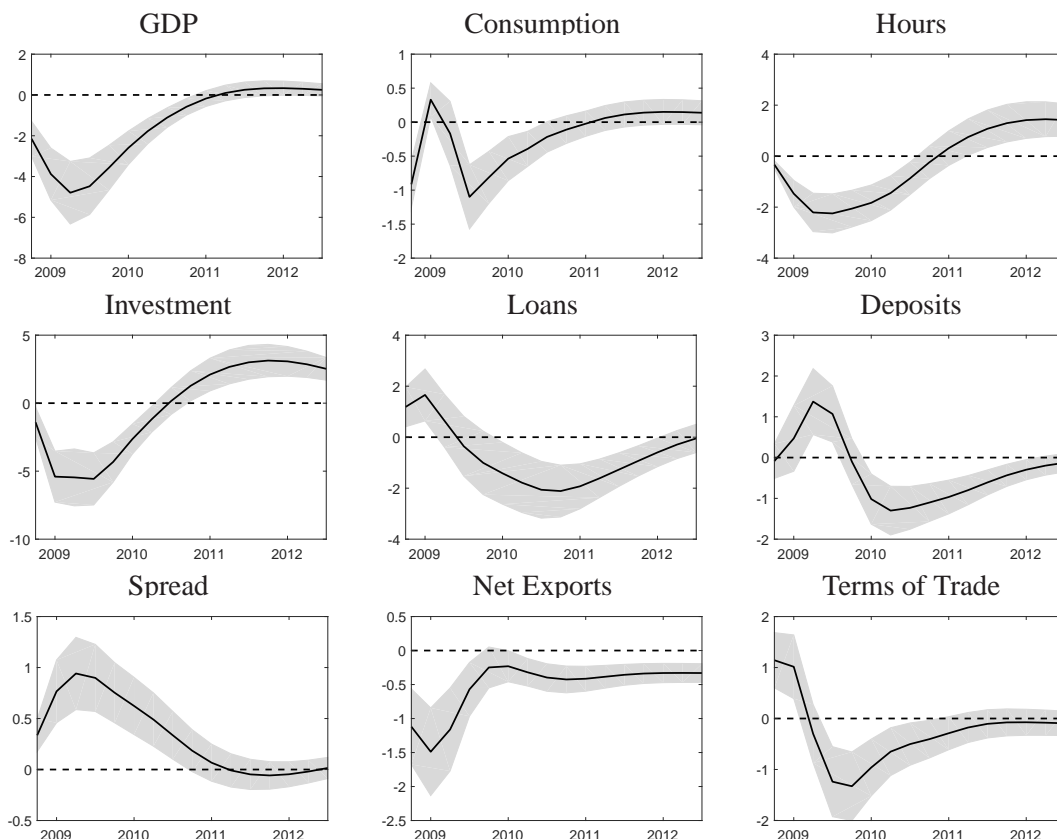 GDP Consumption Hours
2 1 4
0 0.5 2
-2 0 0
-4 -0.5 -2
-6 -1 -4
-8 -1.5
-2
2009 2010 2011 2012 2009 2010 2011 2012 2009 2010 2011 2012
Investment Loans Deposits
5 4 3
0 2 2
-5 0 1
-10 -2 0
-4 -1
-2
2009 2010 2011 2012 2009 2010 2011 2012 2009 2010 2011 2012
Spread Net Exports Terms of Trade
1.5 0.5 2
1 0 1
0.5 -0.5 0
0 -1 -1
-0.5 -1.5 -2
-2
-2.5
2009 2010 2011 2012 2009 2010 2011 2012 2009 2010 2011 2012